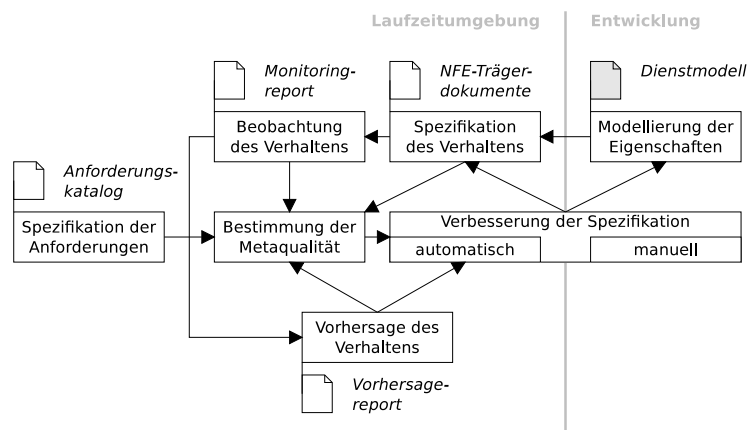 Laufzeitumgebung
Entwicklung
Monitoring-
report
NFE-Träger-
dokumente
Dienstmodell
Beobachtung
des Verhaltens
Spezifikation
des Verhaltens
Modellierung der
Eigenschaften
Anforderungs-
katalog
Spezifikation der
Anforderungen
Bestimmung der
Metaqualität
Verbesserung der Spezifikation
automatisch
manuell
Vorhersage des
Verhaltens
Vorhersage-
report